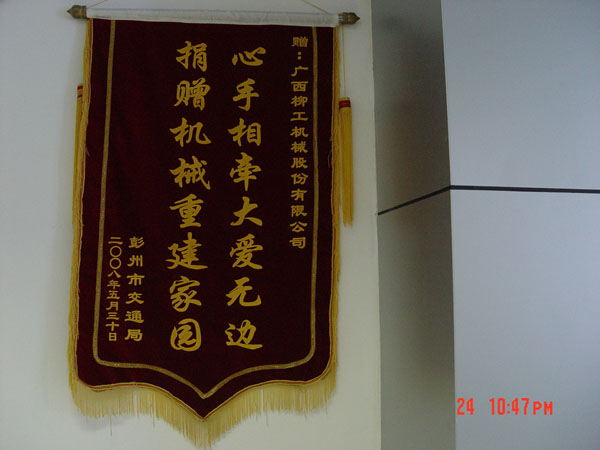 赠：广西柳工机械股份有限公司
心手相牵大爱无边
捐赠机械重建家园
彭州市交通局
二〇〇八年五月三十日
24 10:47PM